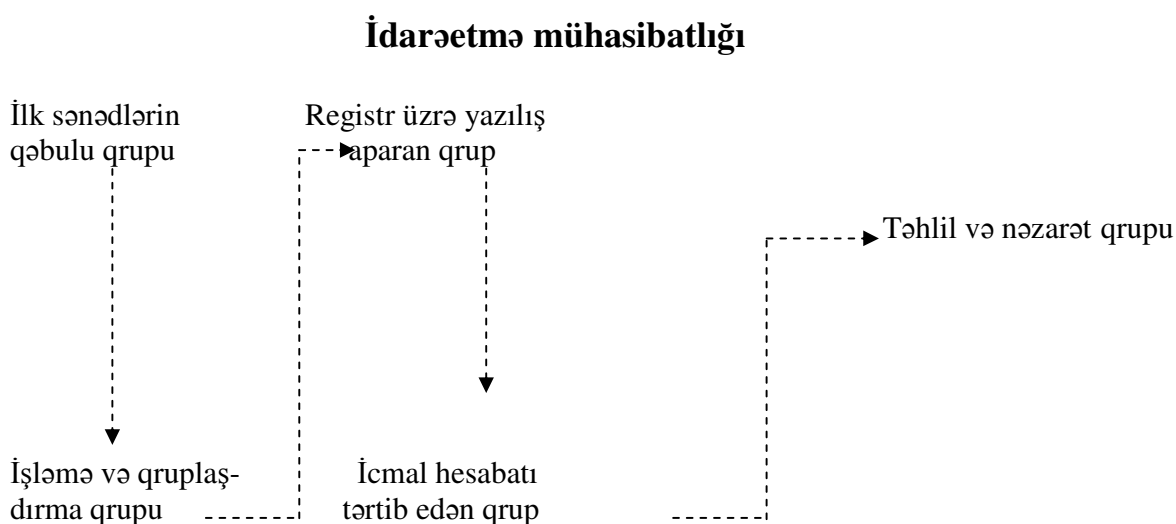 İdarəetmə mühasibatlığı
İlk sənədlərin
qəbulu qrupu
Registr üzrə yazılış
aparan qrup
Təhlil və nəzarət qrupu
İşləmə və qruplaş-
dırma qrupu
İcmal hesabatı
tərtib edən qrup